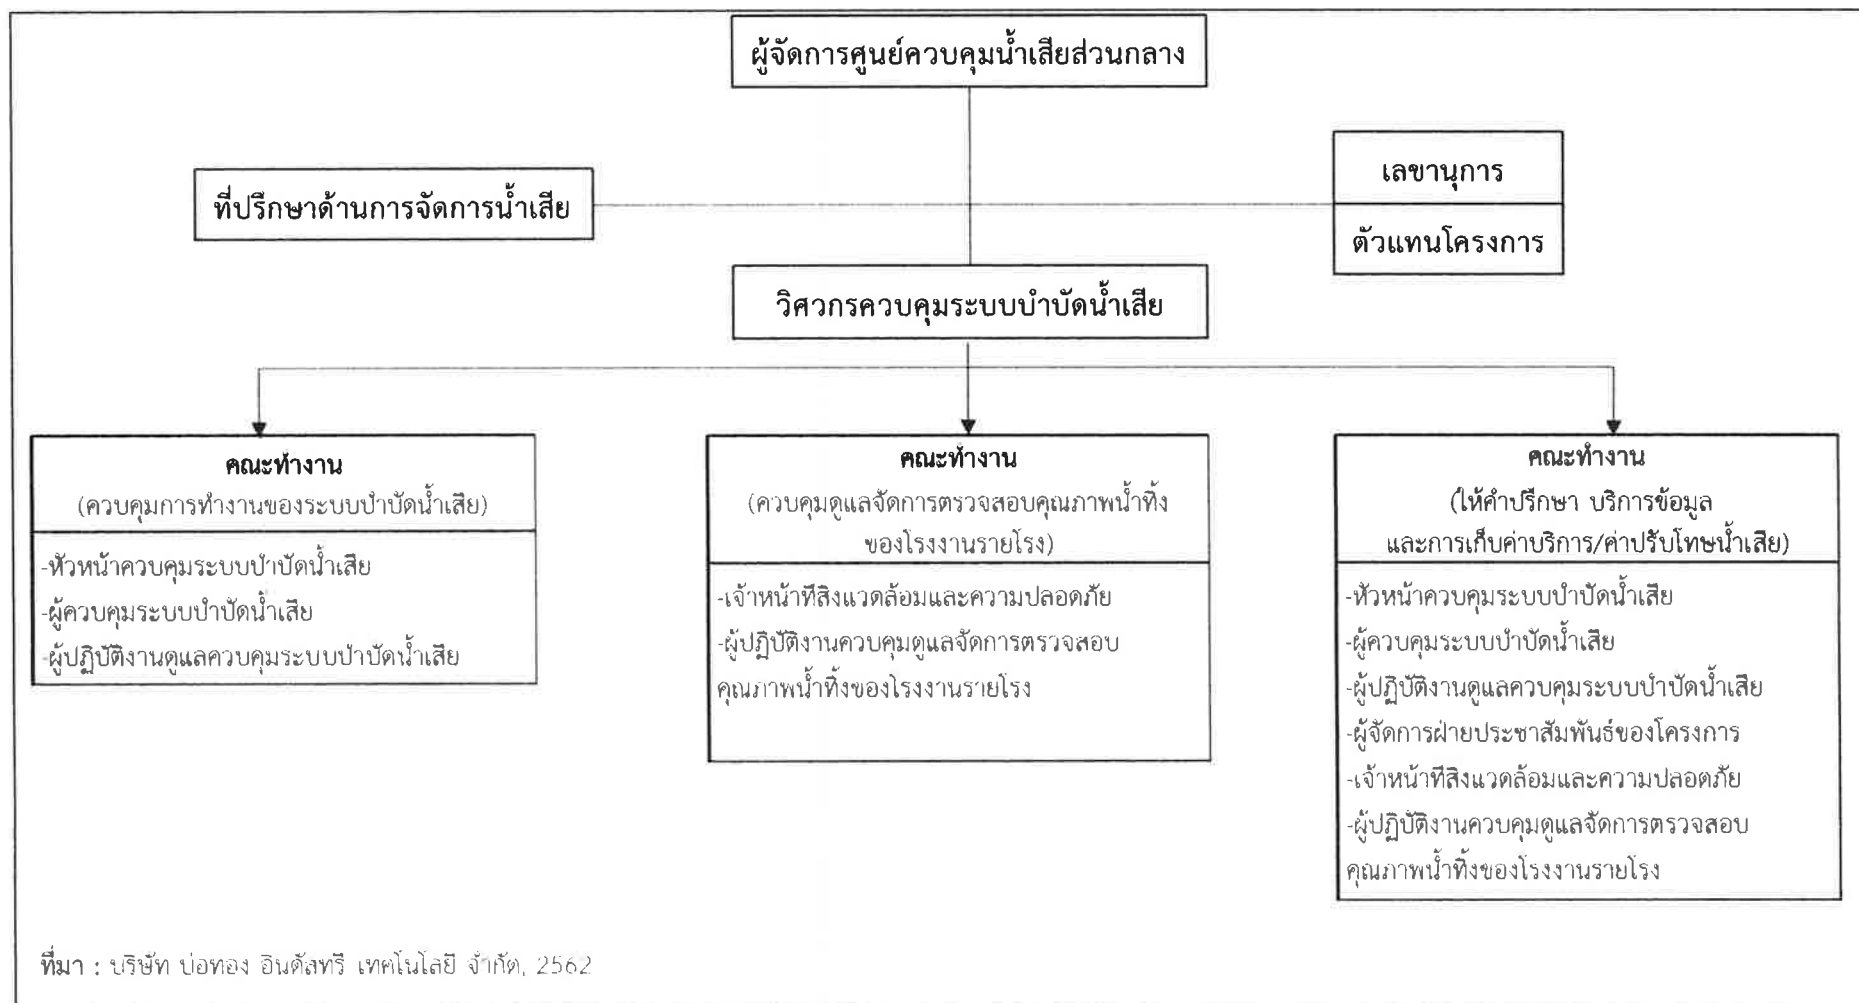 ผู้จัดการศูนย์ควบคุมน้ำเสียส่วนกลาง
ที่ปรึกษาด้านการจัดการน้ำเสีย
เลขานุการ
ตัวแทนโครงการ
วิศวกรควบคุมระบบบำบัดน้ำเสีย
คณะทำงาน
(ควบคุมการทำงานของระบบบำบัดน้ำเสีย)
-หัวหน้าควบคุมระบบบำบัดน้ำเสีย
-ผู้ควบคุมระบบบำบัดน้ำเสีย
-ผู้ปฏิบัติงานดูแลควบคุมระบบบำบัดน้ำเสีย
คณะทำงาน
(ควบคุมดูแลจัดการตรวจสอบคุณภาพน้ำทิ้ง
ของโรงงานรายโรง)
-เจ้าหน้าที่สิ่งแวดล้อมและความปลอดภัย
-ผู้ปฏิบัติงานควบคุมดูแลจัดการตรวจสอบ
คุณภาพน้ำทิ้งของโรงงานรายโรง
คณะทำงาน
(ให้คำปรึกษา บริการข้อมูล
และการเก็บค่าบริการ/ค่าปรับโทษน้ำเสีย)
-หัวหน้าควบคุมระบบบำบัดน้ำเสีย
-ผู้ควบคุมระบบบำบัดน้ำเสีย
-ผู้ปฏิบัติงานดูแลควบคุมระบบบำบัดน้ำเสีย
-ผู้จัดการฝ่ายประชาสัมพันธ์ของโครงการ
-เจ้าหน้าที่สิ่งแวดล้อมและความปลอดภัย
-ผู้ปฏิบัติงานควบคุมดูแลจัดการตรวจสอบ
คุณภาพน้ำทิ้งของโรงงานรายโรง
ที่มา : บริษัท บ่อทอง อินดัสทรี เทคโนโลยี จำกัด, 2562